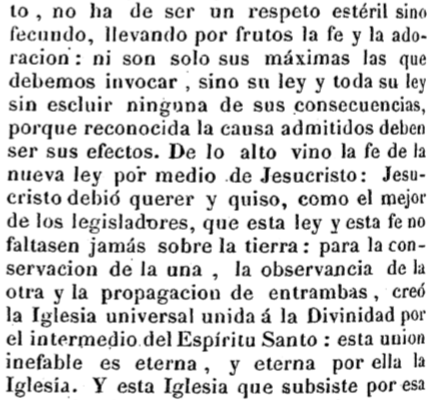 to , no ha de ser un respeto estéril sino
fecundo, llevando por frutos la fe y la ado-
racion : ni son solo sus máximas las que
debemos invocar , sino su ley y toda su ley
sin escluir ninguna de sus consecuencias,
porque reconocida la causa admitidos deben
ser sus efectos. De lo alto vino la fe de la
nueva ley por medio de Jesucristo: Jesu-
cristo debió querer y quiso, como el mejor
de los legisladores, que esta ley y esta fe no
faltasen jamás sobre la tierra : para la con-
servacion de la una , la observancia de la
otra y la propagacion de entrambas , creó
la Iglesia universal unida á la Divinidad por
el intermedio del Espíritu Santo : esta union
inefable es eterna , y eterna por ella la
Iglesia. Y esta Iglesia que subsiste por esa